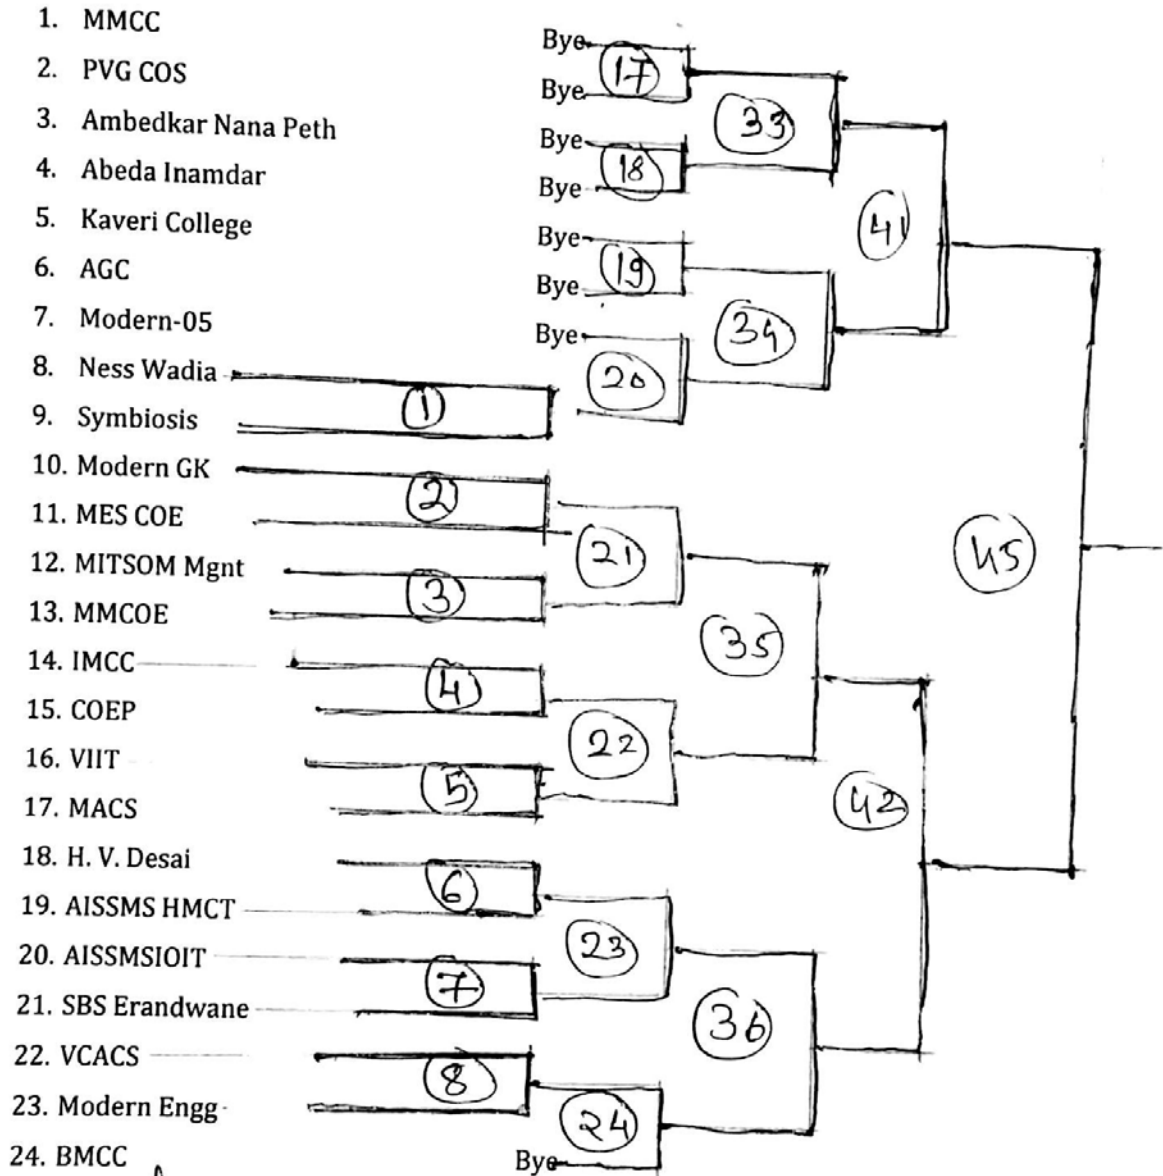 1. MMCC
Bye
17
2. PVG COS
Bye
33
3. Ambedkar Nana Peth
Bye
18
4. Abeda Inamdar
Bye
41
5. Kaveri College
Bye
19
6. AGC
Bye
34
7. Modern-05
Bye
20
8. Ness Wadia
1
9. Symbiosis
10. Modern GK
2
11. MES COE
21
45
12. MITSOM Mgnt
3
13. MMCOE
35
14. IMCC
4
15. COEP
22
16. VIIT
5
42
17. MACS
18. H. V. Desai
6
19. AISSMS HMCT
23
20. AISSMSIOIT
7
21. SBS Erandwane
36
22. VCACS
8
23. Modern Engg
24
24. BMCC
Bye